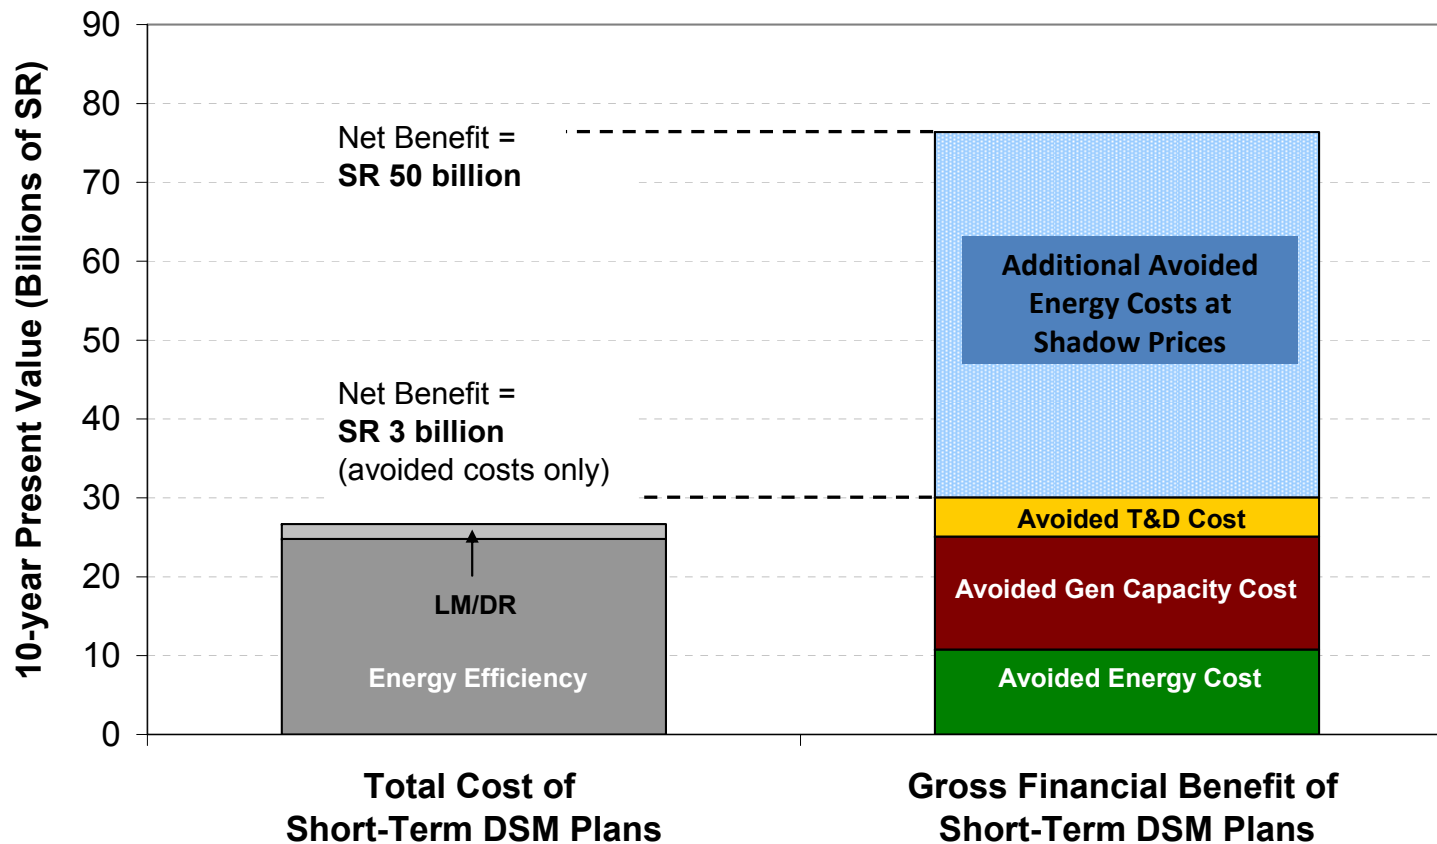 10-year Present Value (Billions of SR)
90
80
70
60
50
40
30
20
10
0
Net Benefit =
SR 50 billion
Net Benefit =
SR 3 billion
(avoided costs only)
LM/DR
Energy Efficiency
Additional Avoided
Energy Costs at
Shadow Prices
Avoided T&D Cost
Avoided Gen Capacity Cost
Avoided Energy Cost
Total Cost of
Short-Term DSM Plans
Gross Financial Benefit of
Short-Term DSM Plans